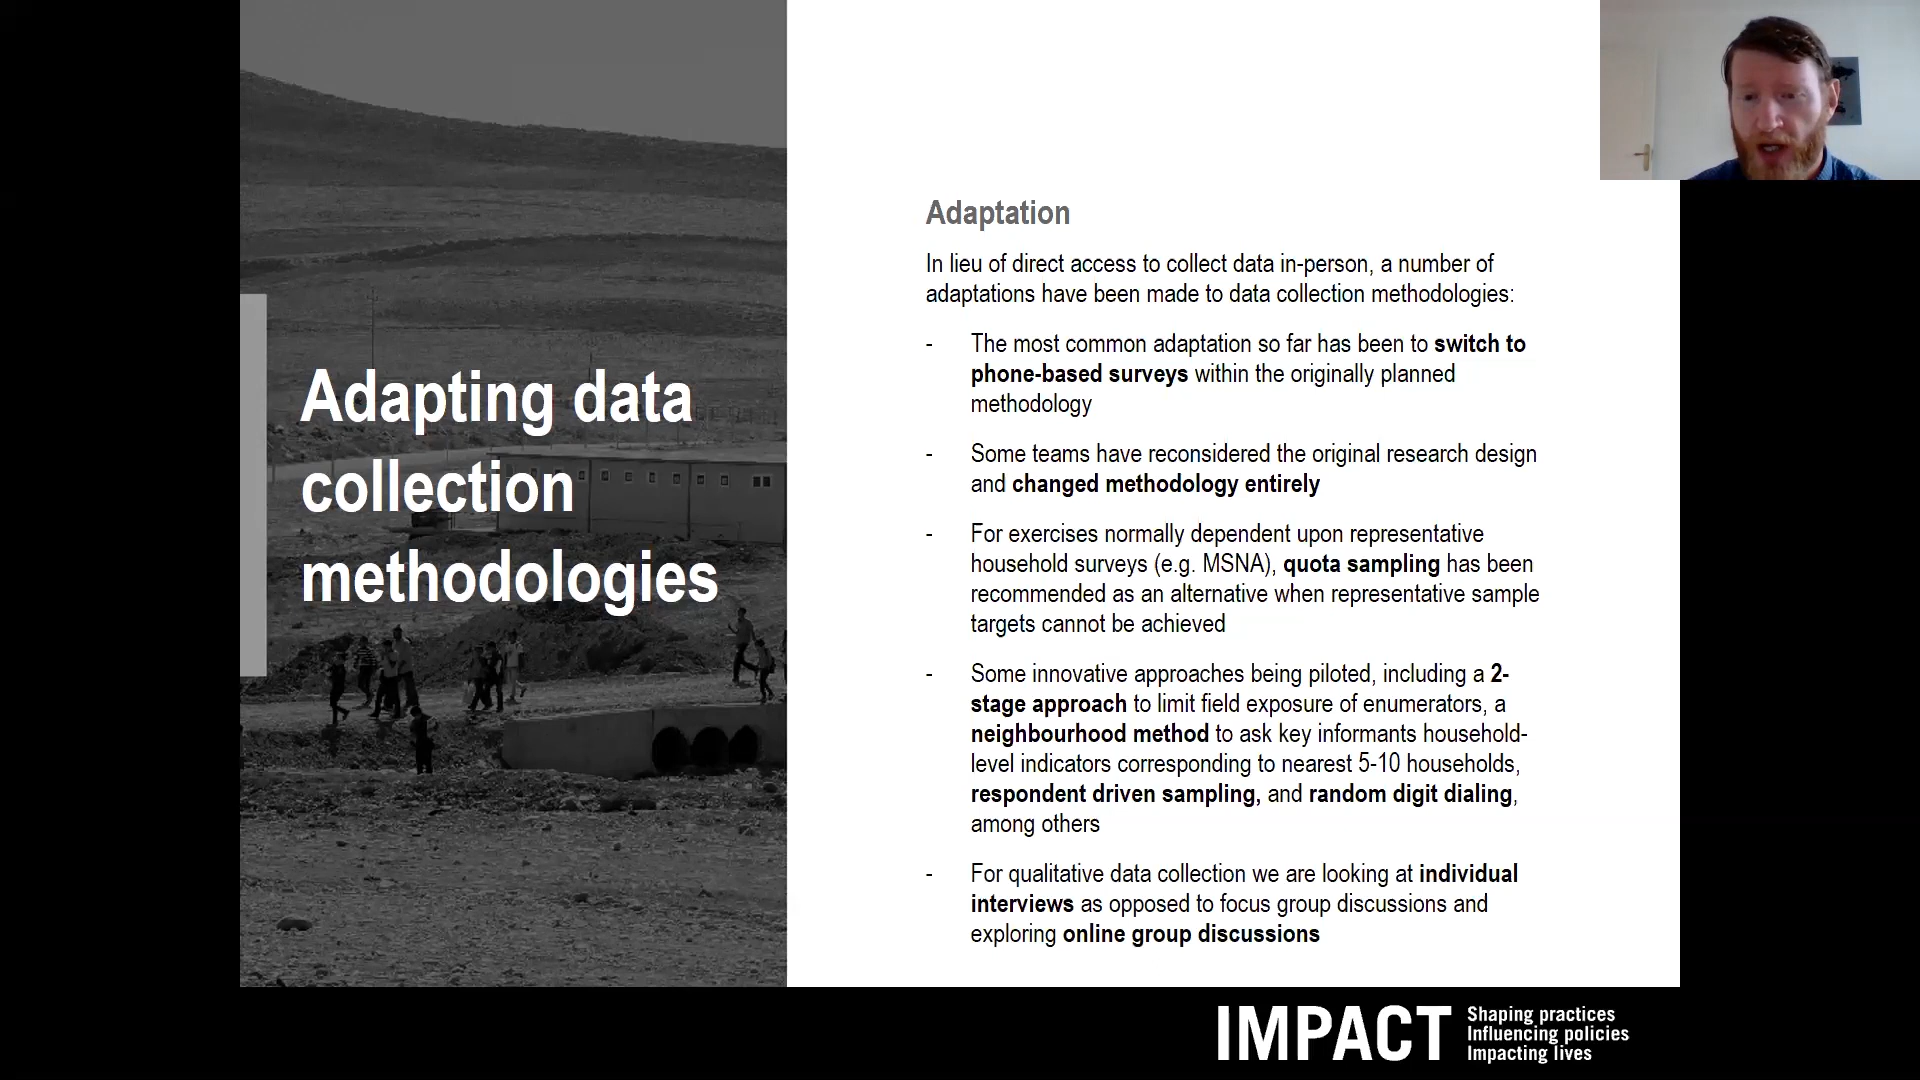 Adapting data
collection
methodologies
Adaptation
In lieu of direct access to collect data in-person, a number of
adaptations have been made to data collection methodologies:
- The most common adaptation so far has been to switch to
phone-based surveys within the originally planned
methodology
- Some teams have reconsidered the original research design
and changed methodology entirely
- For exercises normally dependent upon representative
household surveys (e.g. MSNA), quota sampling has been
recommended as an alternative when representative sample
targets cannot be achieved
- Some innovative approaches being piloted, including a 2-
stage approach to limit field exposure of enumerators, a
neighbourhood method to ask key informants household-
level indicators corresponding to nearest 5-10 households,
respondent driven sampling, and random digit dialing,
among others
- For qualitative data collection we are looking at individual
interviews as opposed to focus group discussions and
exploring online group discussions
IMPACT
Shaping practices
Influencing policies
Impacting lives